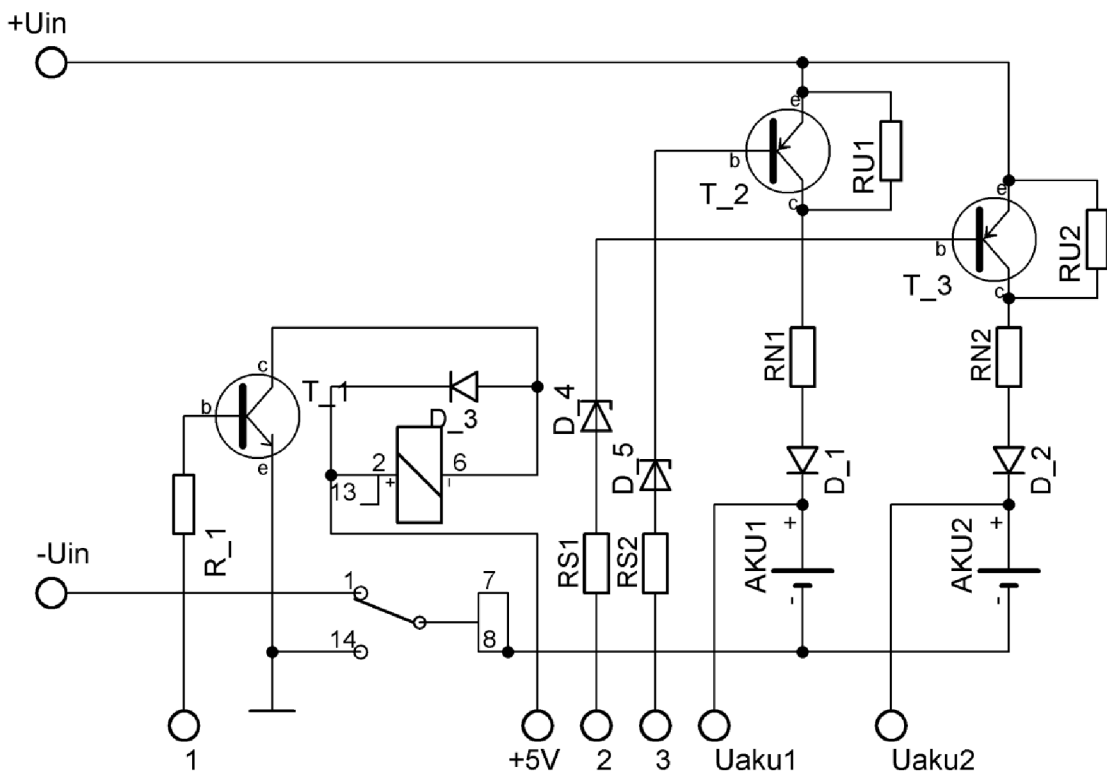 +Uin
e
b
T_2
c
RU1
e
b
T_3
c
RU2
c
b
T_1
e
D_3
2
+
6
-
13
D_4
D_5
RN1
RN2
D_1
D_2
R_1
-Uin
1
14
7
8
RS1
RS2
AKU1
+
-
AKU2
+
-
1
+5V
2
3
Uaku1
Uaku2